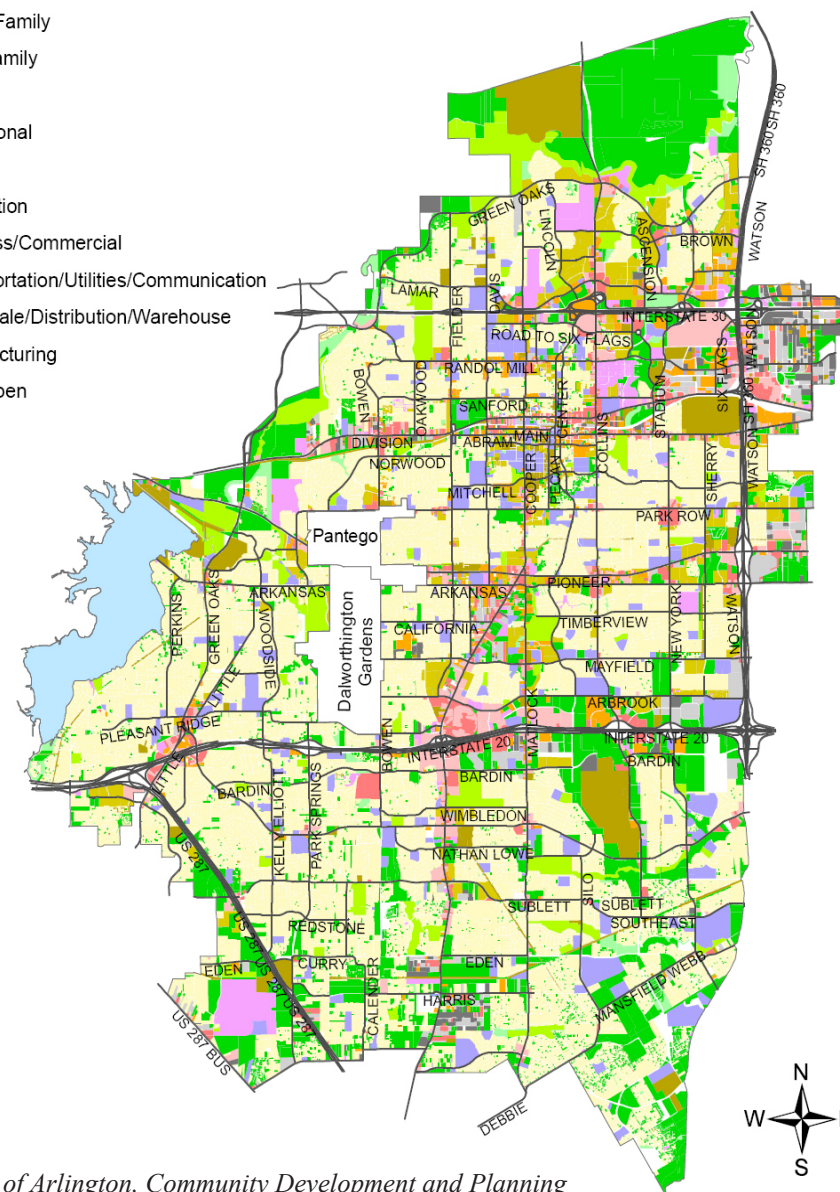 Family
amily
onal
tion
ss/Commercial
ortation/Utilities/Communication
ale/Distribution/Warehouse
cturing
pen
SH 360
SH 360
WATSON
GREEN OAKS
LINCOLN
ASCENSION
BROWN
LAMAR
FIELDER
DAVIS
INTERSTATE 30
WATSON
ROAD TO SIX FLAGS
RANDOL MILL
BOWEN
OAKWOOD
CENTER
STADIUM
SIX FLAGS
SH 360
SANFORD
COLLINS
DIVISION
ABRAM
MAIN
NORWOOD
COOPER
PECAN
SHERRY
WATSON
MITCHELL
PARK ROW
Pantego
PIONEER
ARKANSAS
ARKANSAS
PERKINS
GREEN OAKS
WOODSIDE
Dalworthington
Gardens
CALIFORNIA
TIMBERVIEW
NEW YORK
WATSON
MAYFIELD
LITTLE
ARBROOK
PLEASANT RIDGE
BOWEN
MATLOCK
INTERSTATE 20
INTERSTATE 20
LITTLE
BARDIN
BARDIN
BARDIN
KELLY ELLIOTT
PARK SPRINGS
WIMBLEDON
US 287
NATHAN LOWE
SILO
SUBLETT
SUBLETT
SOUTHEAST
REDSTONE
US 287
US 287
US 287
EDEN
CURRY
EDEN
CALENDER
HARRIS
MANSFIELD WEBB
US 287 BUS
DEBBIE
N
W
S
of Arlington, Community Development and Planning